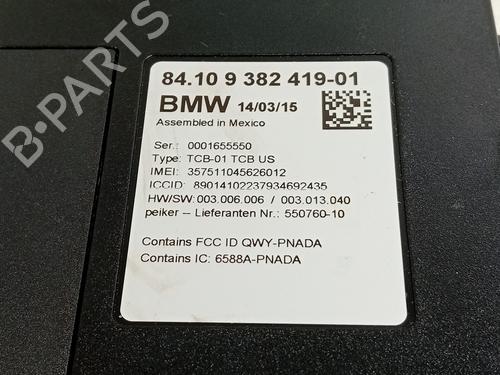 84.10 9 382 419-01
BMW 14/03/15
Assembled in Mexico
Ser.: 0001655550
Type: TCB-01 TCB US
IMEI: 357511045626012
ICCID: 89014102237934692435
HW/SW: 003.006.006 / 003.013.040
peiker – Lieferanten Nr.: 550760-10
Contains FCC ID QWY-PNADA
Contains IC: 6588A-PNADA
B-PARTS